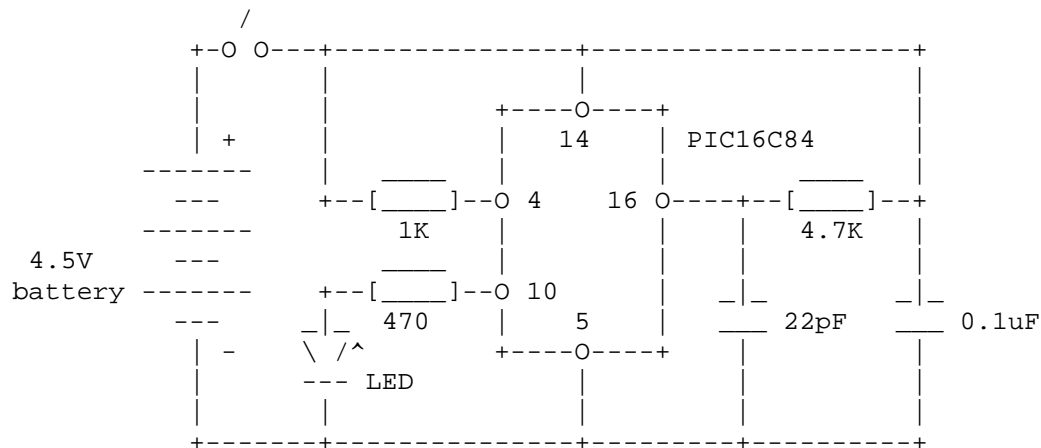 14 PIC16C84
+
4 16
1K 4.7K
4.5V
battery 10
470 5 22pF 0.1uF
-
LED